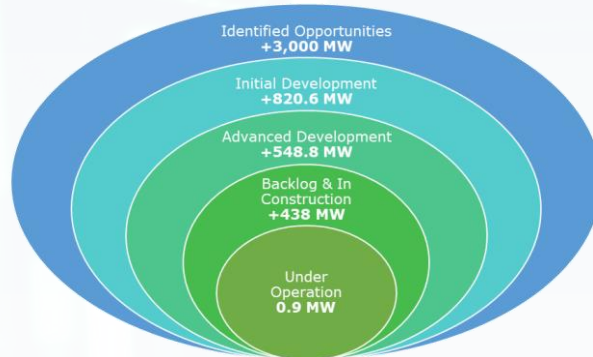 Identified Opportunities
+3,000 MW
Initial Development
+820.6 MW
Advanced Development
+548.8 MW
Backlog & In
Construction
+438 MW
Under
Operation
0.9 MW